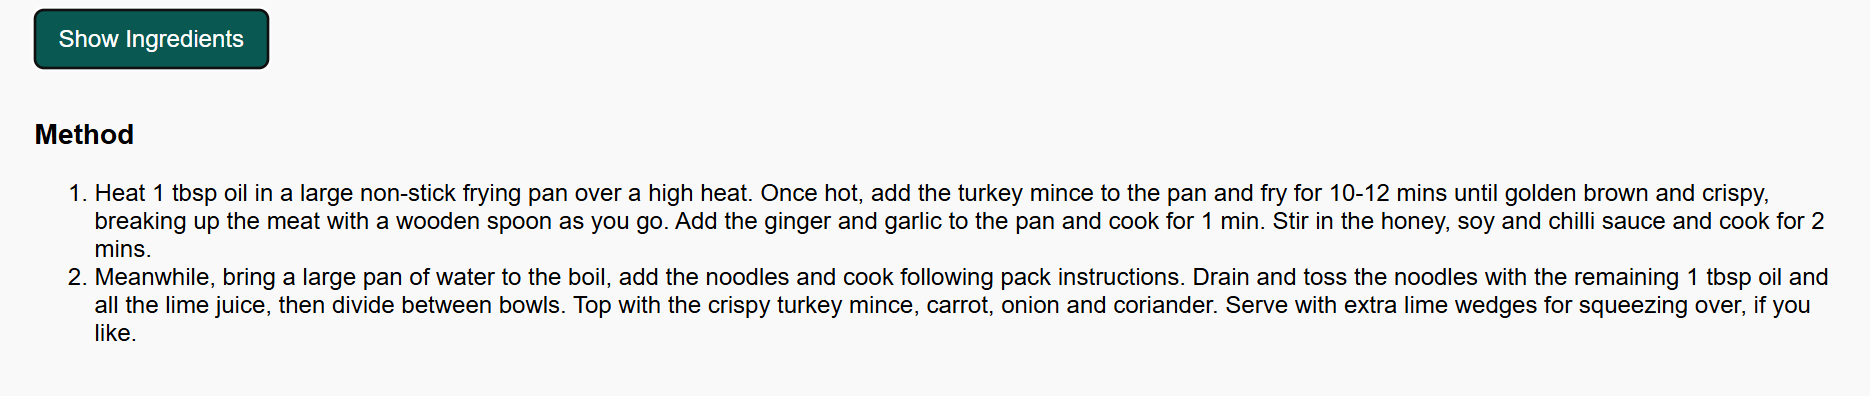 Show Ingredients
Method
1. Heat 1 tbsp oil in a large non-stick frying pan over a high heat. Once hot, add the turkey mince to the pan and fry for 10-12 mins until golden brown and crispy,
breaking up the meat with a wooden spoon as you go. Add the ginger and garlic to the pan and cook for 1 min. Stir in the honey, soy and chilli sauce and cook for 2
mins.
2. Meanwhile, bring a large pan of water to the boil, add the noodles and cook following pack instructions. Drain and toss the noodles with the remaining 1 tbsp oil and
all the lime juice, then divide between bowls. Top with the crispy turkey mince, carrot, onion and coriander. Serve with extra lime wedges for squeezing over, if you
like.